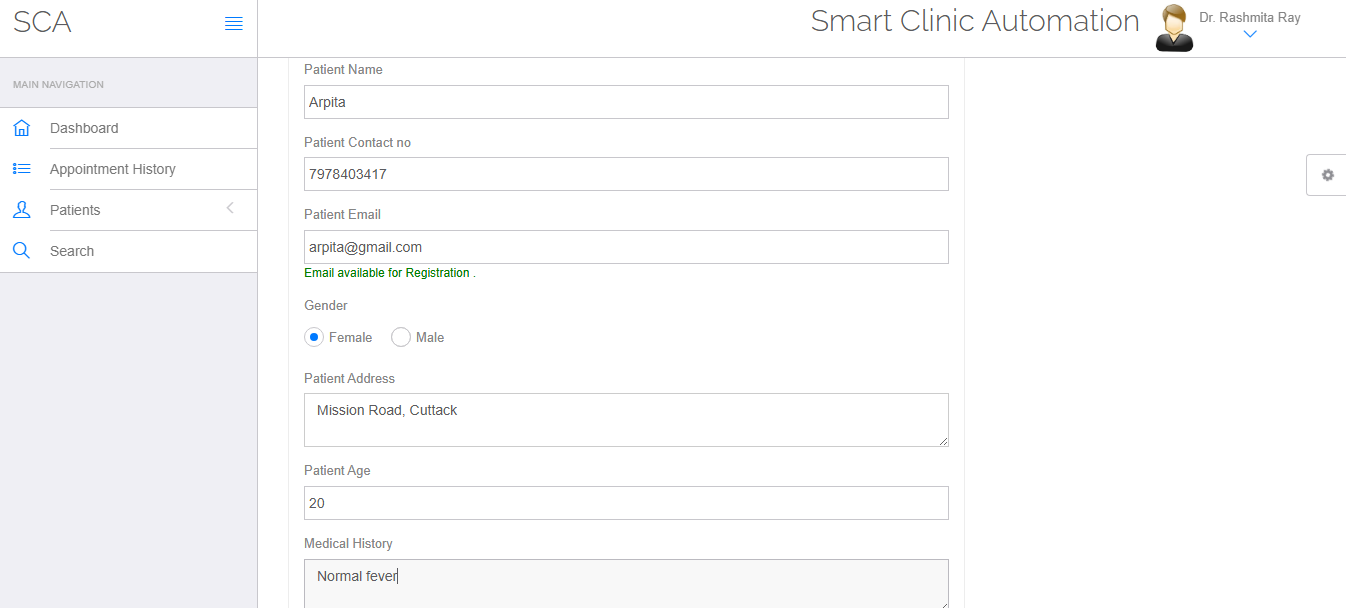 SCA
Smart Clinic Automation
Dr. Rashmita Ray
MAIN NAVIGATION
Dashboard
Appointment History
Patients
Search
Patient Name
Arpita
Patient Contact no
7978403417
Patient Email
arpita@gmail.com
Email available for Registration .
Gender
Female Male
Patient Address
Mission Road, Cuttack
Patient Age
20
Medical History
Normal fever